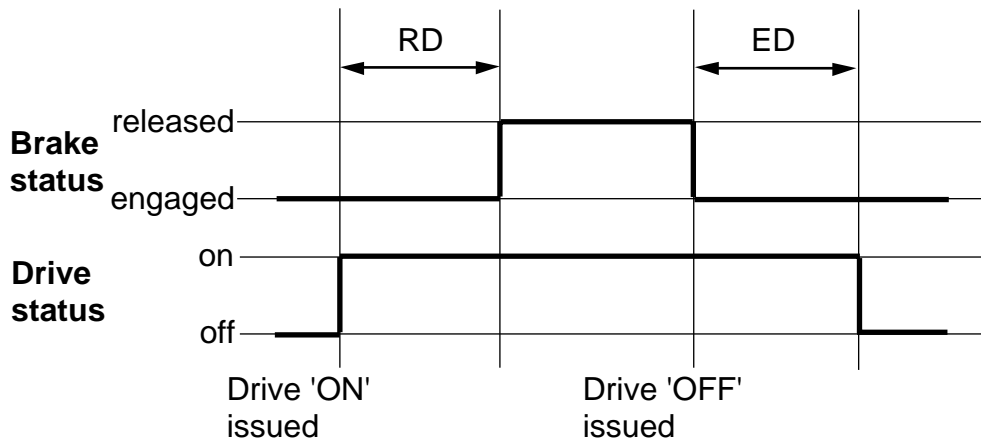 RD
ED
released
Brake
status
engaged
on
Drive
status
off
Drive 'ON'
issued
Drive 'OFF'
issued